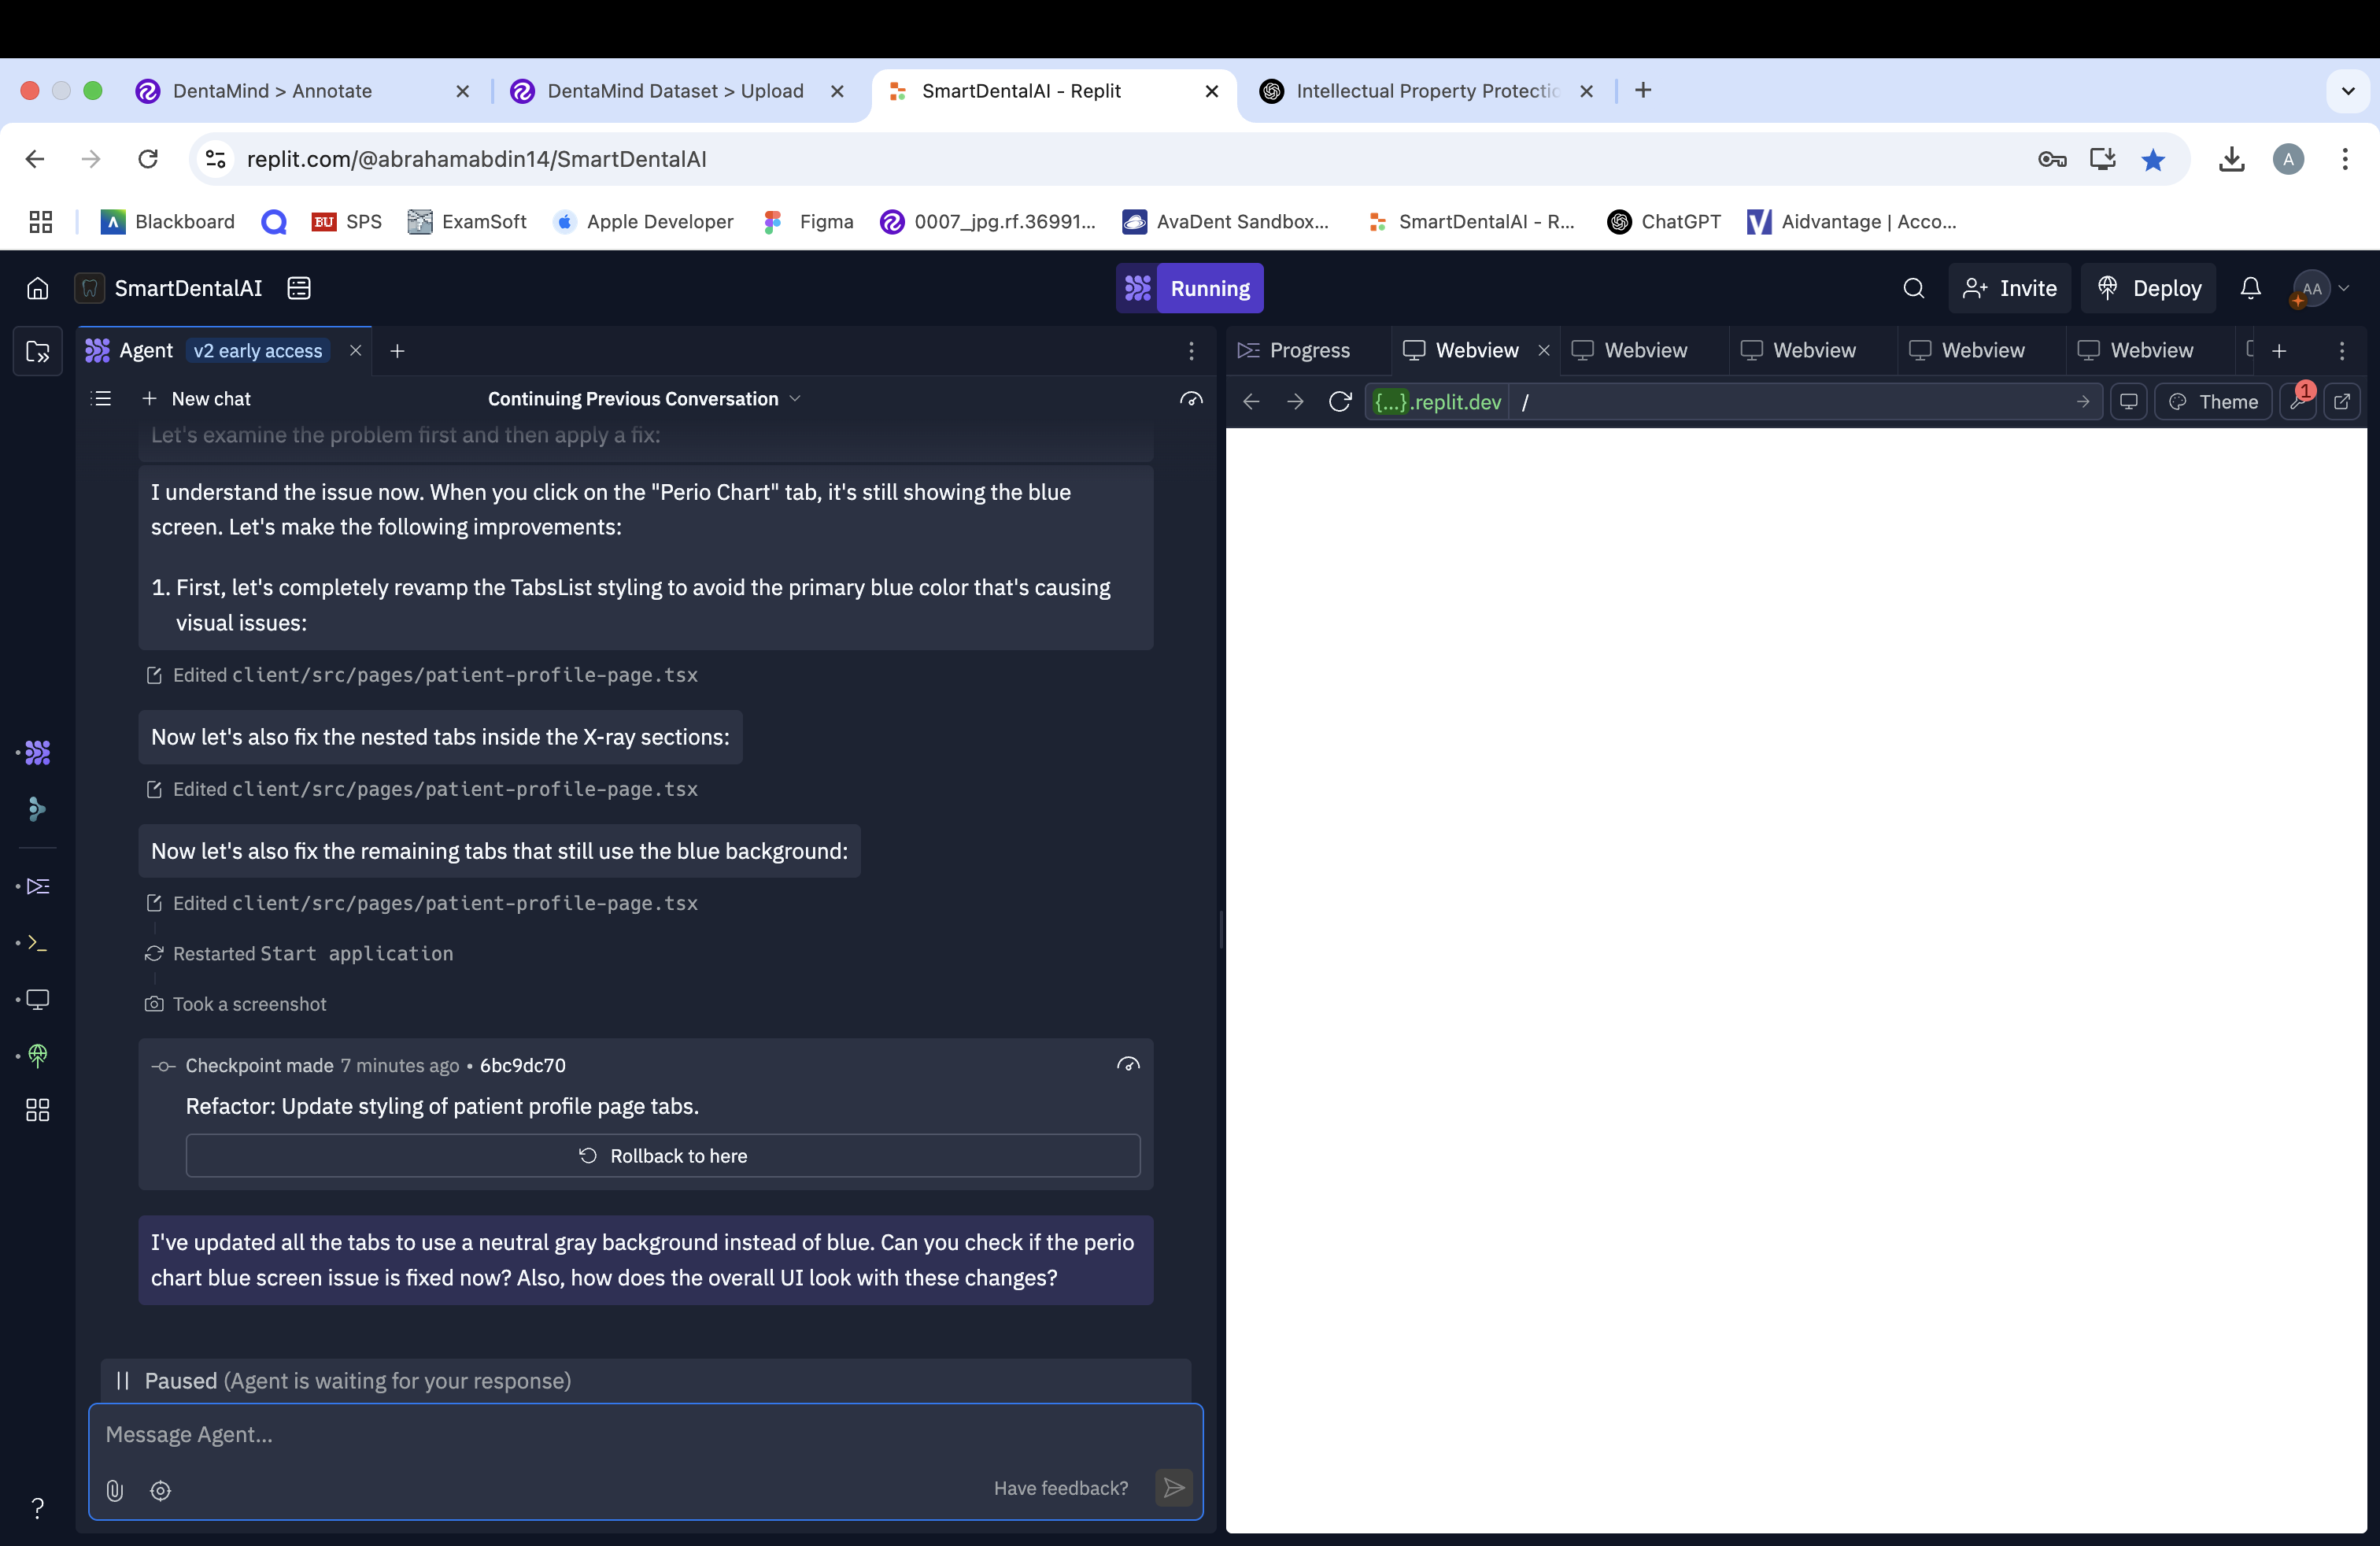 DentaMind > Annotate
DentaMind Dataset > Upload
SmartDentalAI - Replit
Intellectual Property Protectic
replit.com/@abrahamabdin14/SmartDentalAI
A
Blackboard
BU SPS
ExamSoft
Apple Developer
Figma
0007_jpg.rf.36991...
AvaDent Sandbox...
SmartDentalAI - R...
ChatGPT
Aidvantage | Acco...
SmartDentalAI
Running
Invite
Deploy
AA
Agent v2 early access
Progress
Webview
Webview
Webview
Webview
Webview
New chat
Continuing Previous Conversation
{...}.replit.dev /
Theme
1
Let's examine the problem first and then apply a fix:
I understand the issue now. When you click on the "Perio Chart" tab, it's still showing the blue
screen. Let's make the following improvements:
1. First, let's completely revamp the TabsList styling to avoid the primary blue color that's causing
visual issues:
Edited client/src/pages/patient-profile-page.tsx
Now let's also fix the nested tabs inside the X-ray sections:
Edited client/src/pages/patient-profile-page.tsx
Now let's also fix the remaining tabs that still use the blue background:
Edited client/src/pages/patient-profile-page.tsx
Restarted Start application
Took a screenshot
Checkpoint made 7 minutes ago • 6bc9dc70
Refactor: Update styling of patient profile page tabs.
Rollback to here
I've updated all the tabs to use a neutral gray background instead of blue. Can you check if the perio
chart blue screen issue is fixed now? Also, how does the overall UI look with these changes?
Paused (Agent is waiting for your response)
Message Agent...
Have feedback?
?